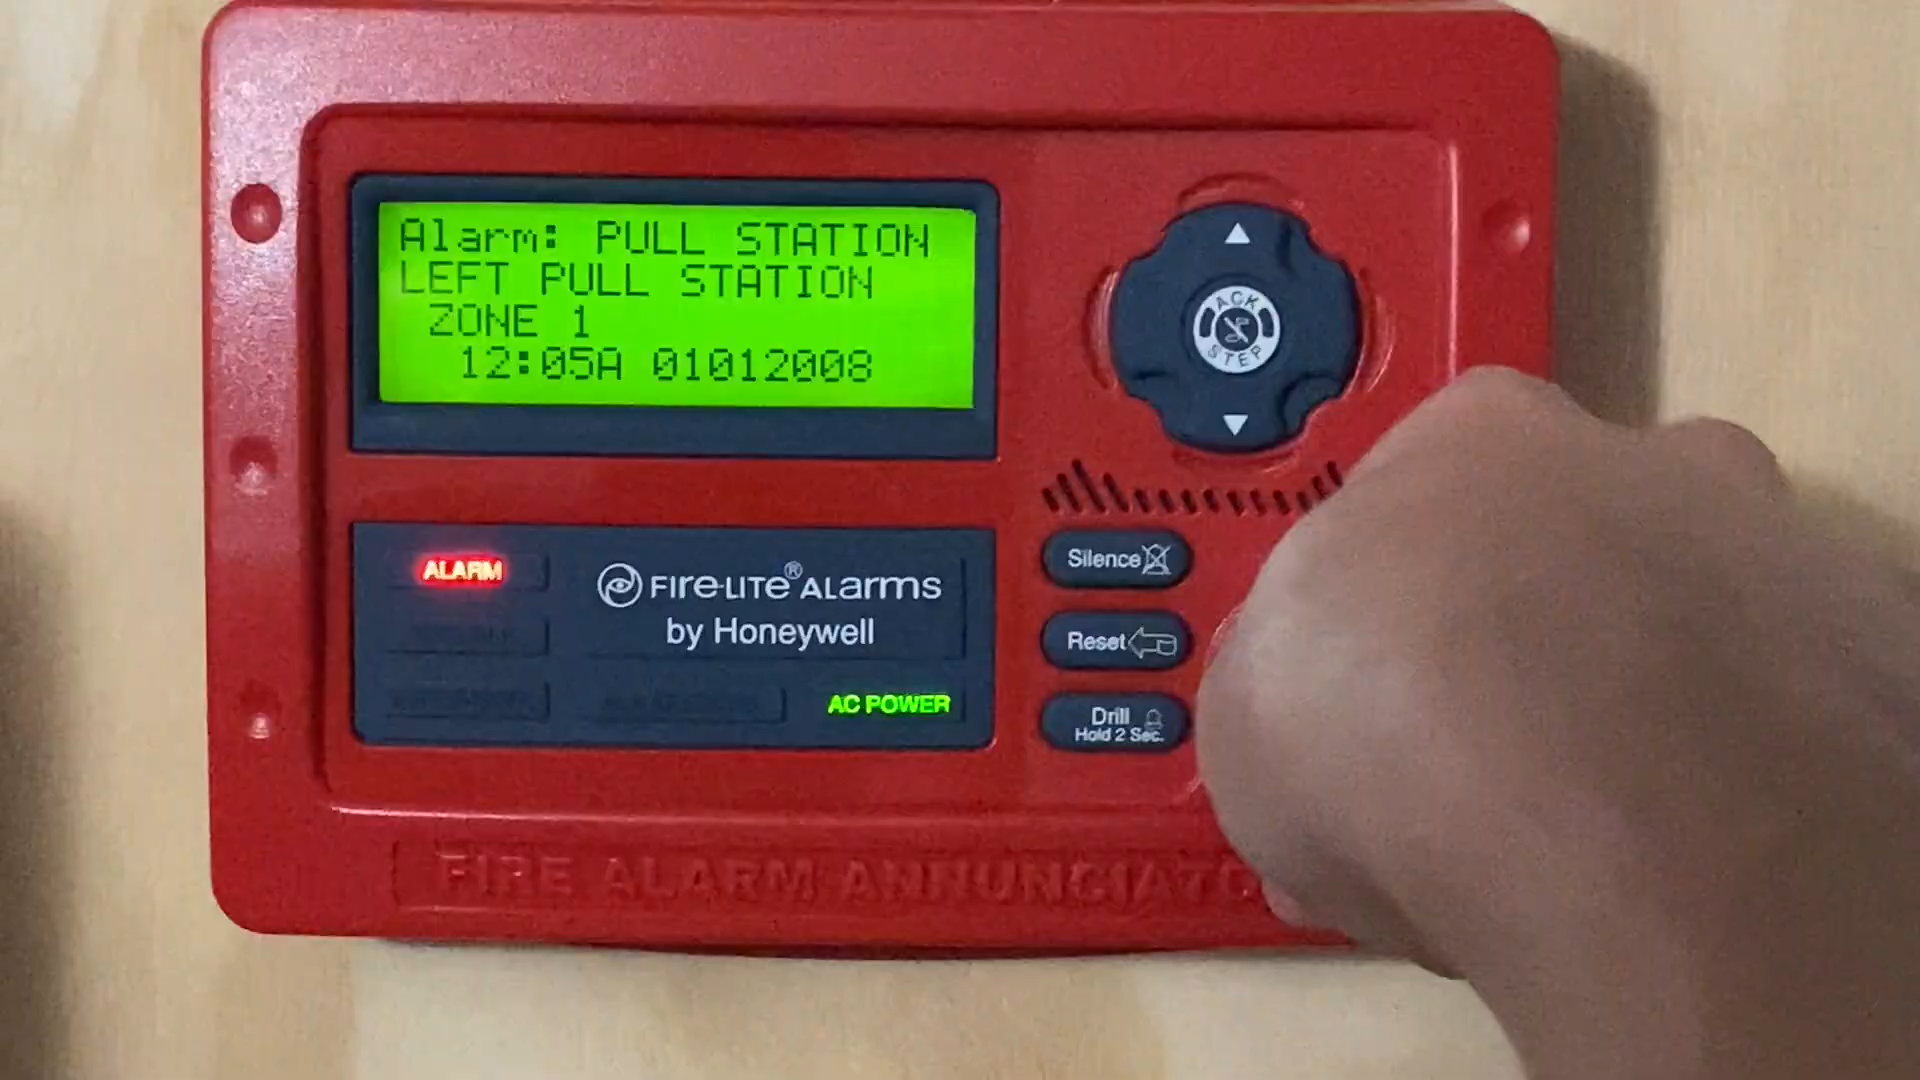 Alarm: PULL STATION
LEFT PULL STATION
ZONE 1
12:05A 01012008
ACK
STEP
ALARM
FIRE-LITE® ALARMS
by Honeywell
AC POWER
Silence
Reset
Drill
Hold 2 Sec.
FIRE ALARM